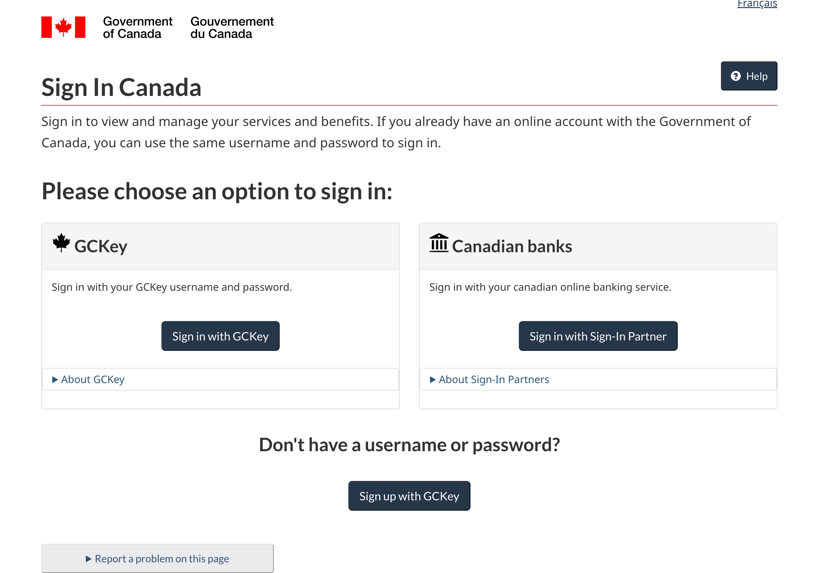 Français
Government of Canada
Gouvernement du Canada
Sign In Canada
Help
Sign in to view and manage your services and benefits. If you already have an online account with the Government of
Canada, you can use the same username and password to sign in.
Please choose an option to sign in:
GCKey
Sign in with your GCKey username and password.
Sign in with GCKey
About GCKey
Canadian banks
Sign in with your canadian online banking service.
Sign in with Sign-In Partner
About Sign-In Partners
Don't have a username or password?
Sign up with GCKey
Report a problem on this page